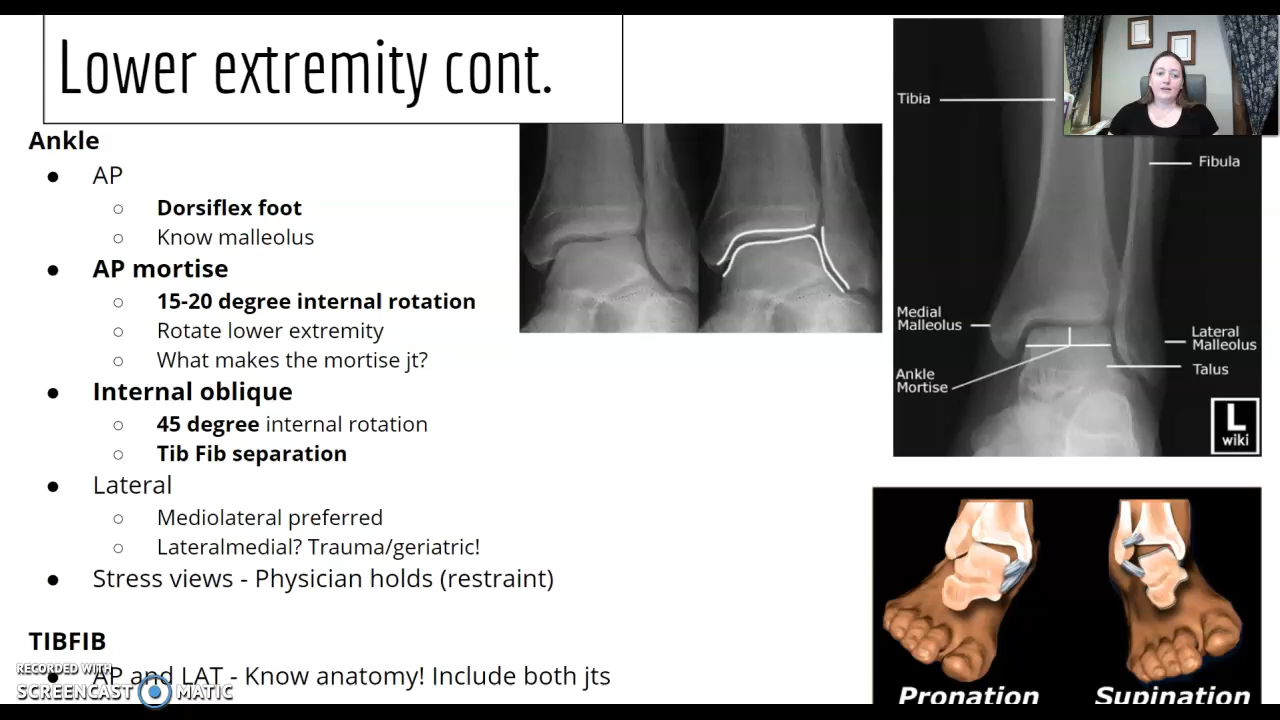 Lower extremity cont.
Ankle
● AP
○ Dorsiflex foot
○ Know malleolus
● AP mortise
○ 15-20 degree internal rotation
○ Rotate lower extremity
○ What makes the mortise jt?
● Internal oblique
○ 45 degree internal rotation
○ Tib Fib separation
● Lateral
○ Mediolateral preferred
○ Lateralmedial? Trauma/geriatric!
● Stress views - Physician holds (restraint)
TIBFIB
● AP and LAT - Know anatomy! Include both jts
RECORDED WITH
SCREENCAST MATIC
Tibia
Fibula
Medial
Malleolus
Lateral
Malleolus
Talus
Ankle
Mortise
L
wiki
Pronation
Supination